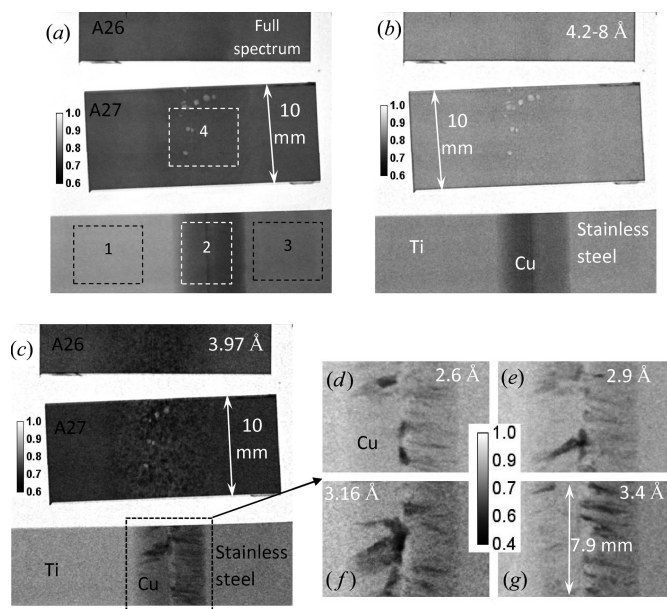 (a)
A26
Full
spectrum
A27
1.0
0.9
0.8
0.7
0.6
10
mm
4
1
2
3
(b)
4.2-8 Å
1.0
0.9
0.8
0.7
0.6
10
mm
Ti
Cu
Stainless
steel
(c)
A26
3.97 Å
A27
1.0
0.9
0.8
0.7
0.6
10
mm
Ti
Cu
Stainless
steel
(d)
2.6 Å
Cu
(e)
2.9 Å
1.0
0.9
0.8
0.7
0.6
0.5
0.4
3.16 Å
(f)
3.4 Å
7.9 mm
(g)